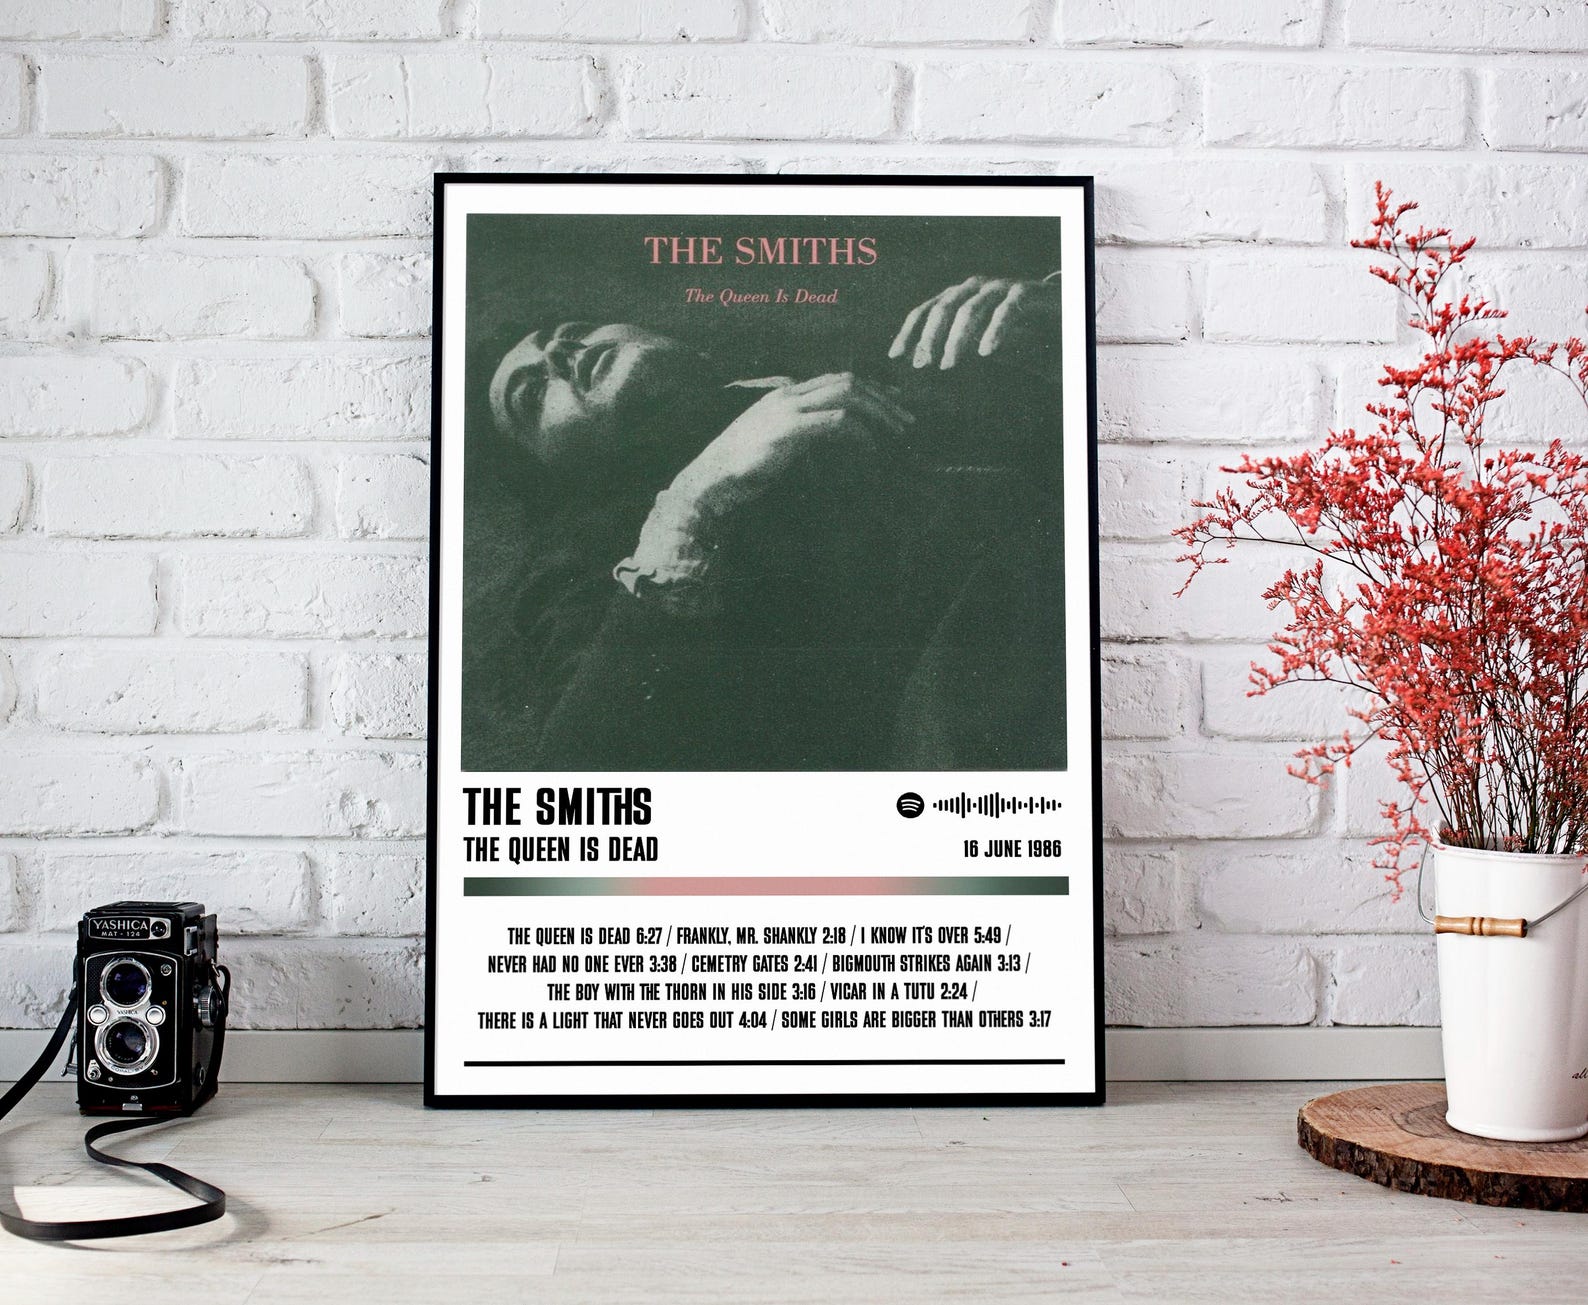 THE SMITHS
The Queen Is Dead
THE SMITHS
THE QUEEN IS DEAD
16 JUNE 1986
THE QUEEN IS DEAD 6:27 / FRANKLY, MR. SHANKLY 2:18 / I KNOW IT'S OVER 5:49 /
NEVER HAD NO ONE EVER 3:38 / CEMETRY GATES 2:41 / BIGMOUTH STRIKES AGAIN 3:13 /
THE BOY WITH THE THORN IN HIS SIDE 3:16 / VICAR IN A TUTU 2:24 /
THERE IS A LIGHT THAT NEVER GOES OUT 4:04 / SOME GIRLS ARE BIGGER THAN OTHERS 3:17
YASHICA
MAT - 124
YASHICA